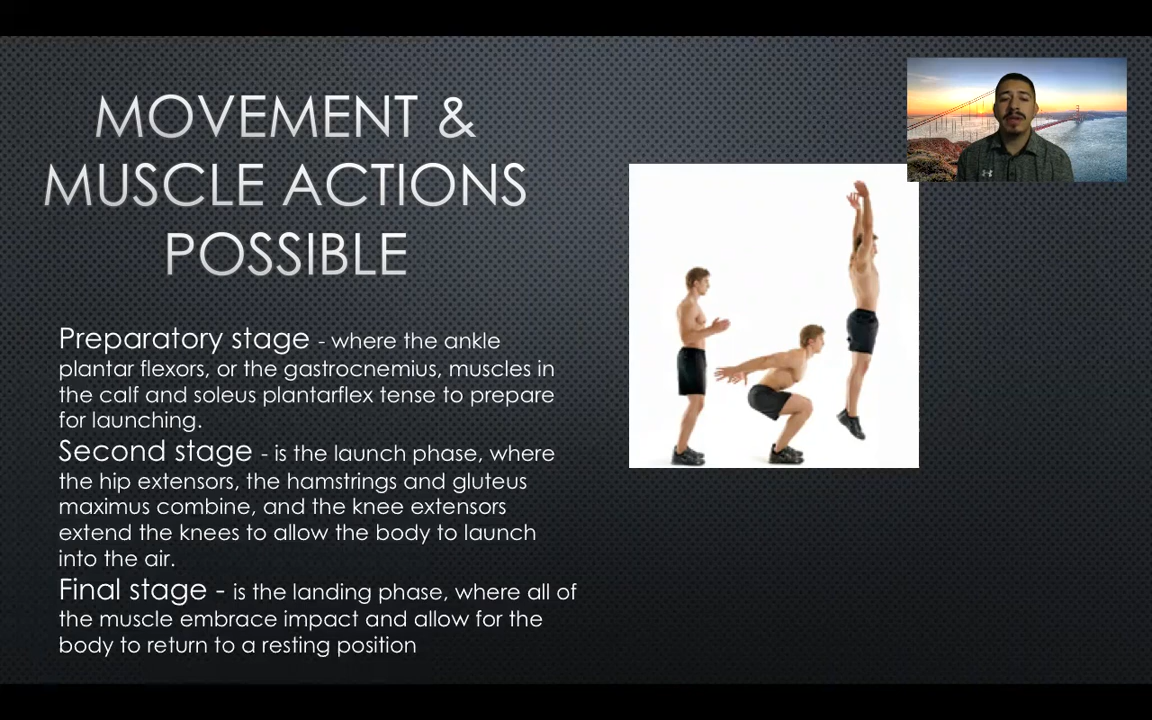 MOVEMENT &
MUSCLE ACTIONS
POSSIBLE
Preparatory stage - where the ankle
plantar flexors, or the gastrocnemius, muscles in
the calf and soleus plantarflex tense to prepare
for launching.
Second stage - is the launch phase, where
the hip extensors, the hamstrings and gluteus
maximus combine, and the knee extensors
extend the knees to allow the body to launch
into the air.
Final stage - is the landing phase, where all of
the muscle embrace impact and allow for the
body to return to a resting position